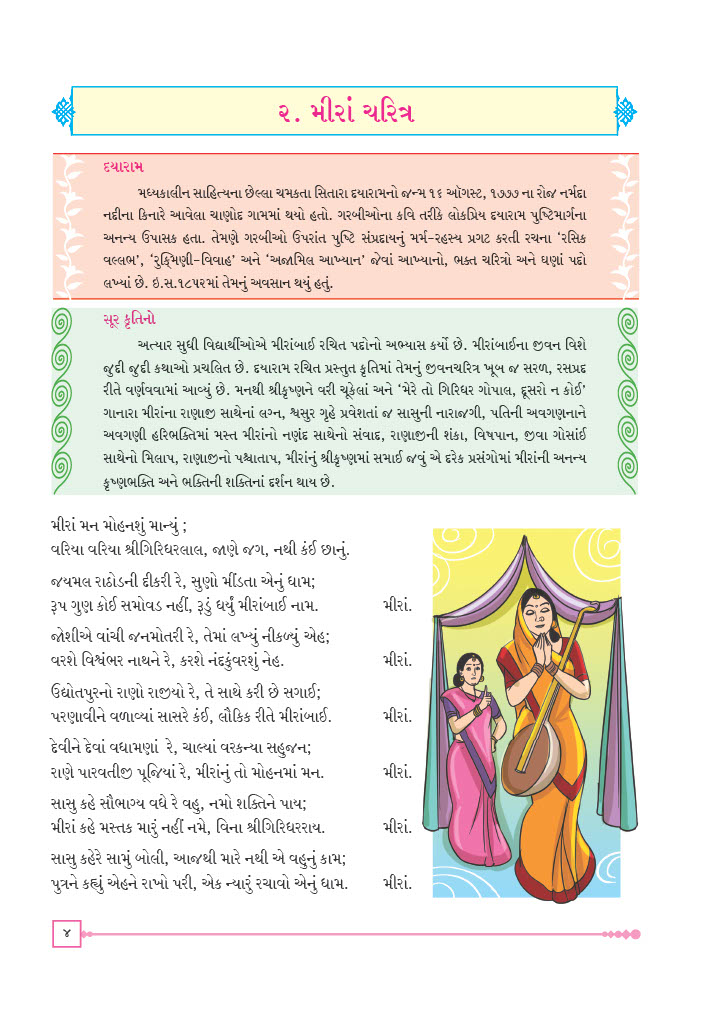 ૨. મીરાં ચરિત્ર
દયારામ
મધ્યકાલીન સાહિત્યના છેલ્લા ચમકતા સિતારા દયારામનો જન્મ ૧૬ ઑગસ્ટ, ૧૭૭૭ ના રોજ નર્મદા
નદીના કિનારે આવેલા ચાણોદ ગામમાં થયો હતો. ગરબીઓના કવિ તરીકે લોકપ્રિય દયારામ પુષ્ટિમાર્ગના
અનન્ય ઉપાસક હતા. તેમણે ગરબીઓ ઉપરાંત પુષ્ટિ સંપ્રદાયનું મર્મ-રહસ્ય પ્રગટ કરતી રચના ‘રસિક
વલ્લભ’, ‘રુક્મિણી-વિવાહ’ અને ‘અજામિલ આખ્યાન’ જેવાં આખ્યાનો, ભક્ત ચરિત્રો અને ઘણાં પદો
લખ્યાં છે. ઇ.સ.૧૮૫૨માં તેમનું અવસાન થયું હતું.
સૂર કૃતિનો
અત્યાર સુધી વિદ્યાર્થીઓએ મીરાંબાઈ રચિત પદોનો અભ્યાસ કર્યો છે. મીરાંબાઈના જીવન વિશે
જુદી જુદી કથાઓ પ્રચલિત છે. દયારામ રચિત પ્રસ્તુત કૃતિમાં તેમનું જીવનચરિત્ર ખૂબ જ સરળ, રસપ્રદ
રીતે વર્ણવવામાં આવ્યું છે. મનથી શ્રીકૃષ્ણને વરી ચૂકેલાં અને ‘મેરે તો ગિરિધર ગોપાલ, દૂસરો ન કોઈ’
ગાનારા મીરાંના રાણાજી સાથેનાં લગ્ન, શ્વસુર ગૃહે પ્રવેશતાં જ સાસુની નારાજગી, પતિની અવગણનાને
અવગણી હરિભક્તિમાં મસ્ત મીરાંનો નણંદ સાથેનો સંવાદ, રાણાજીની શંકા, વિષપાન, જીવા ગોસાંઈ
સાથેનો મિલાપ, રાણાજીનો પશ્ચાતાપ, મીરાંનું શ્રીકૃષ્ણમાં સમાઈ જવું એ દરેક પ્રસંગોમાં મીરાંની અનન્ય
કૃષ્ણભક્તિ અને ભક્તિની શક્તિનાં દર્શન થાય છે.
મીરાં મન મોહનશું માન્યું ;
વરિયા વરિયા શ્રીગિરિધરલાલ, જાણે જગ, નથી કંઈ છાનું.
જયમલ રાઠોડની દીકરી રે, સુણો મીંડતા એનું ધામ;
રૂપ ગુણ કોઈ સમોવડ નહીં, રૂડું ધર્યું મીરાંબાઈ નામ. મીરાં.
જોશીએ વાંચી જનમોતરી રે, તેમાં લખ્યું નીકળ્યું એહ;
વરશે વિશ્વંભર નાથને રે, કરશે નંદકુંવરશું નેહ. મીરાં.
ઉદ્યોતપુરનો રાણો રાજીયો રે, તે સાથે કરી છે સગાઈ;
પરણાવીને વળાવ્યાં સાસરે કંઈ, લૌકિક રીતે મીરાંબાઈ. મીરાં.
દેવીને દેવાં વધામણાં રે, ચાલ્યાં વરકન્યા સહુજન;
રાણે પારવતીજી પૂજિયાં રે, મીરાંનું તો મોહનમાં મન. મીરાં.
સાસુ કહે સૌભાગ્ય વધે રે વહુ, નમો શક્તિને પાય;
મીરાં કહે મસ્તક મારું નહીં નમે, વિના શ્રીગિરિધરરાય. મીરાં.
સાસુ કહેરે સામું બોલી, આજથી મારે નથી એ વહુનું કામ;
પુત્રને કહ્યું એહને રાખો પરી, એક ન્યારું રચાવો એનું ધામ. મીરાં.
૪